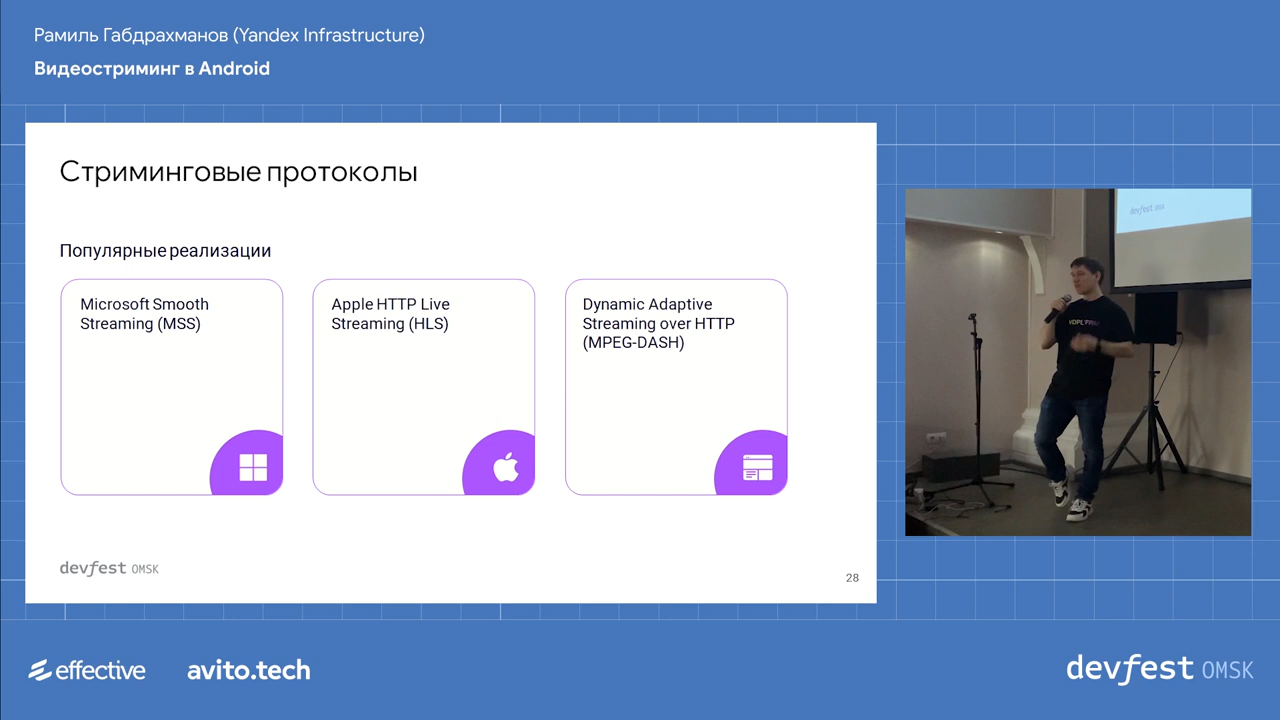 Рамиль Габдрахманов (Yandex Infrastructure)
Видеостриминг в Android
Стриминговые протоколы
Популярные реализации
Microsoft Smooth
Streaming (MSS)
Apple HTTP Live
Streaming (HLS)
Dynamic Adaptive
Streaming over HTTP
(MPEG-DASH)
devfest OMSK
28
devfest OMSK
effective
avito.tech
devfest OMSK